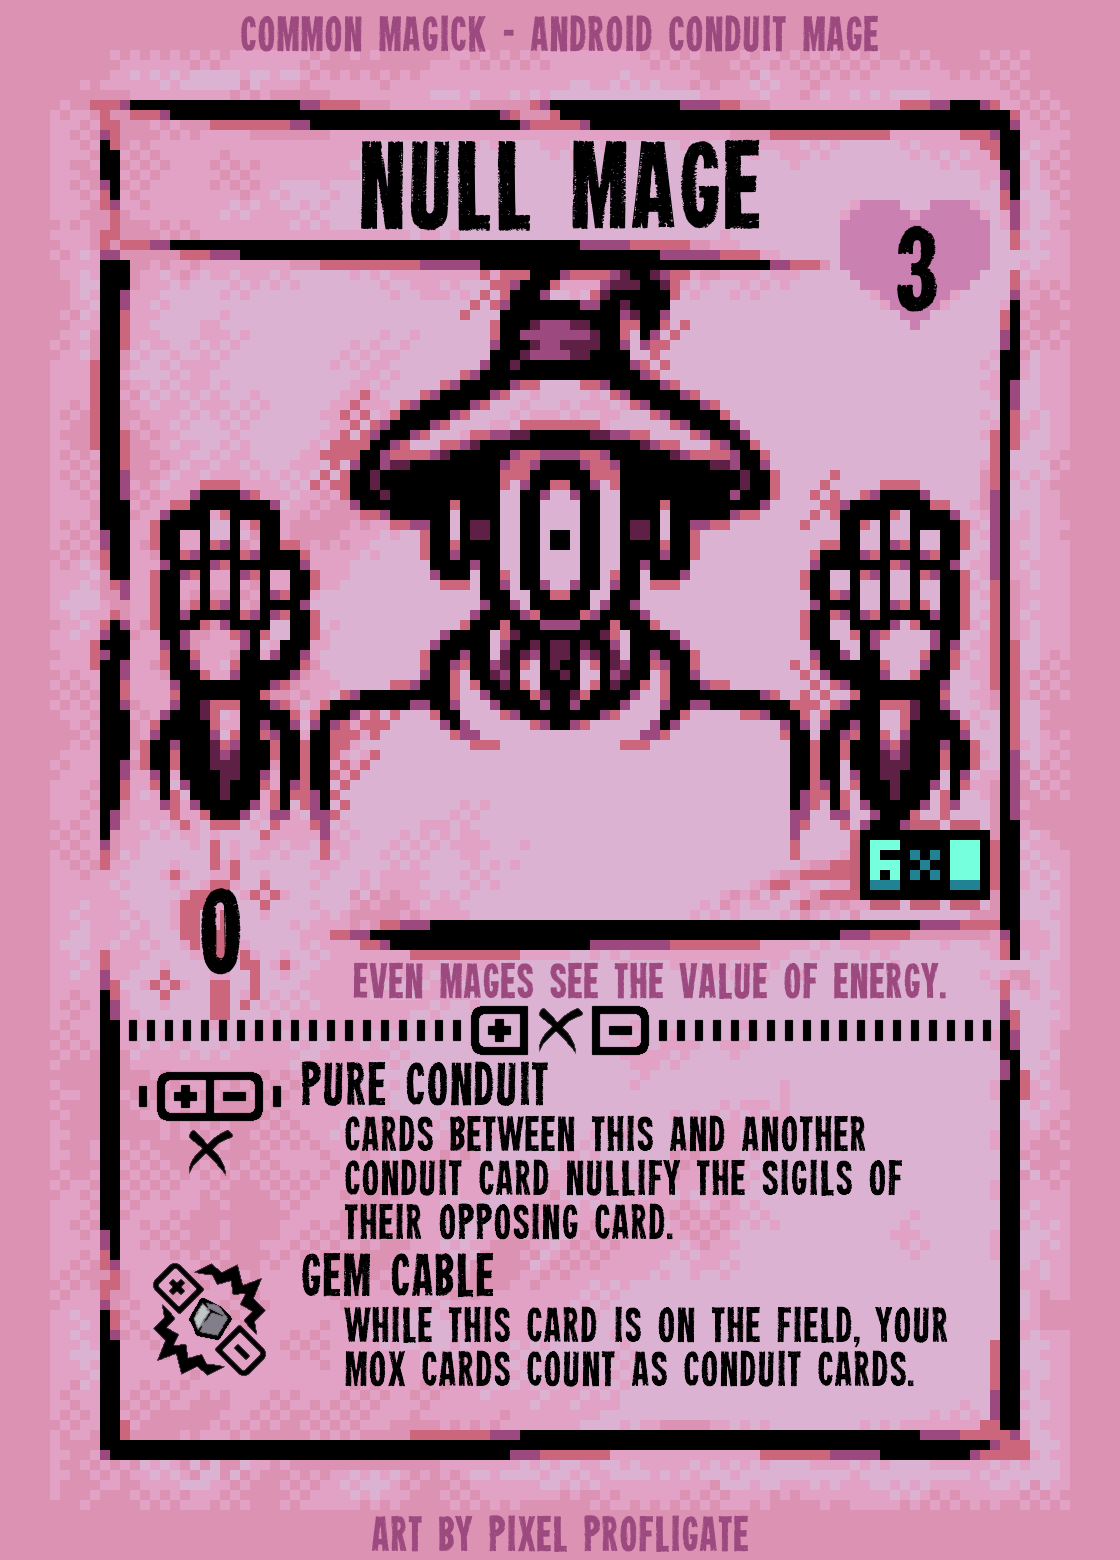 COMMON MAGICK - ANDROID CONDUIT MAGE
NULL MAGE
3
6 X
0
EVEN MAGES SEE THE VALUE OF ENERGY.
PURE CONDUIT
CARDS BETWEEN THIS AND ANOTHER
CONDUIT CARD NULLIFY THE SIGILS OF
THEIR OPPOSING CARD.
GEM CABLE
WHILE THIS CARD IS ON THE FIELD, YOUR
MOX CARDS COUNT AS CONDUIT CARDS.
ART BY PIXEL PROFLIGATE